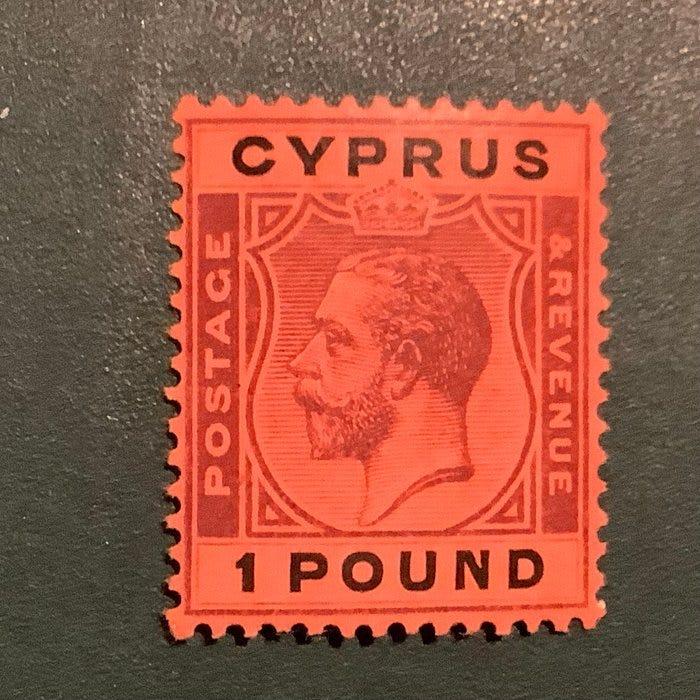 CYPRUS
POSTAGE
& REVENUE
1 POUND